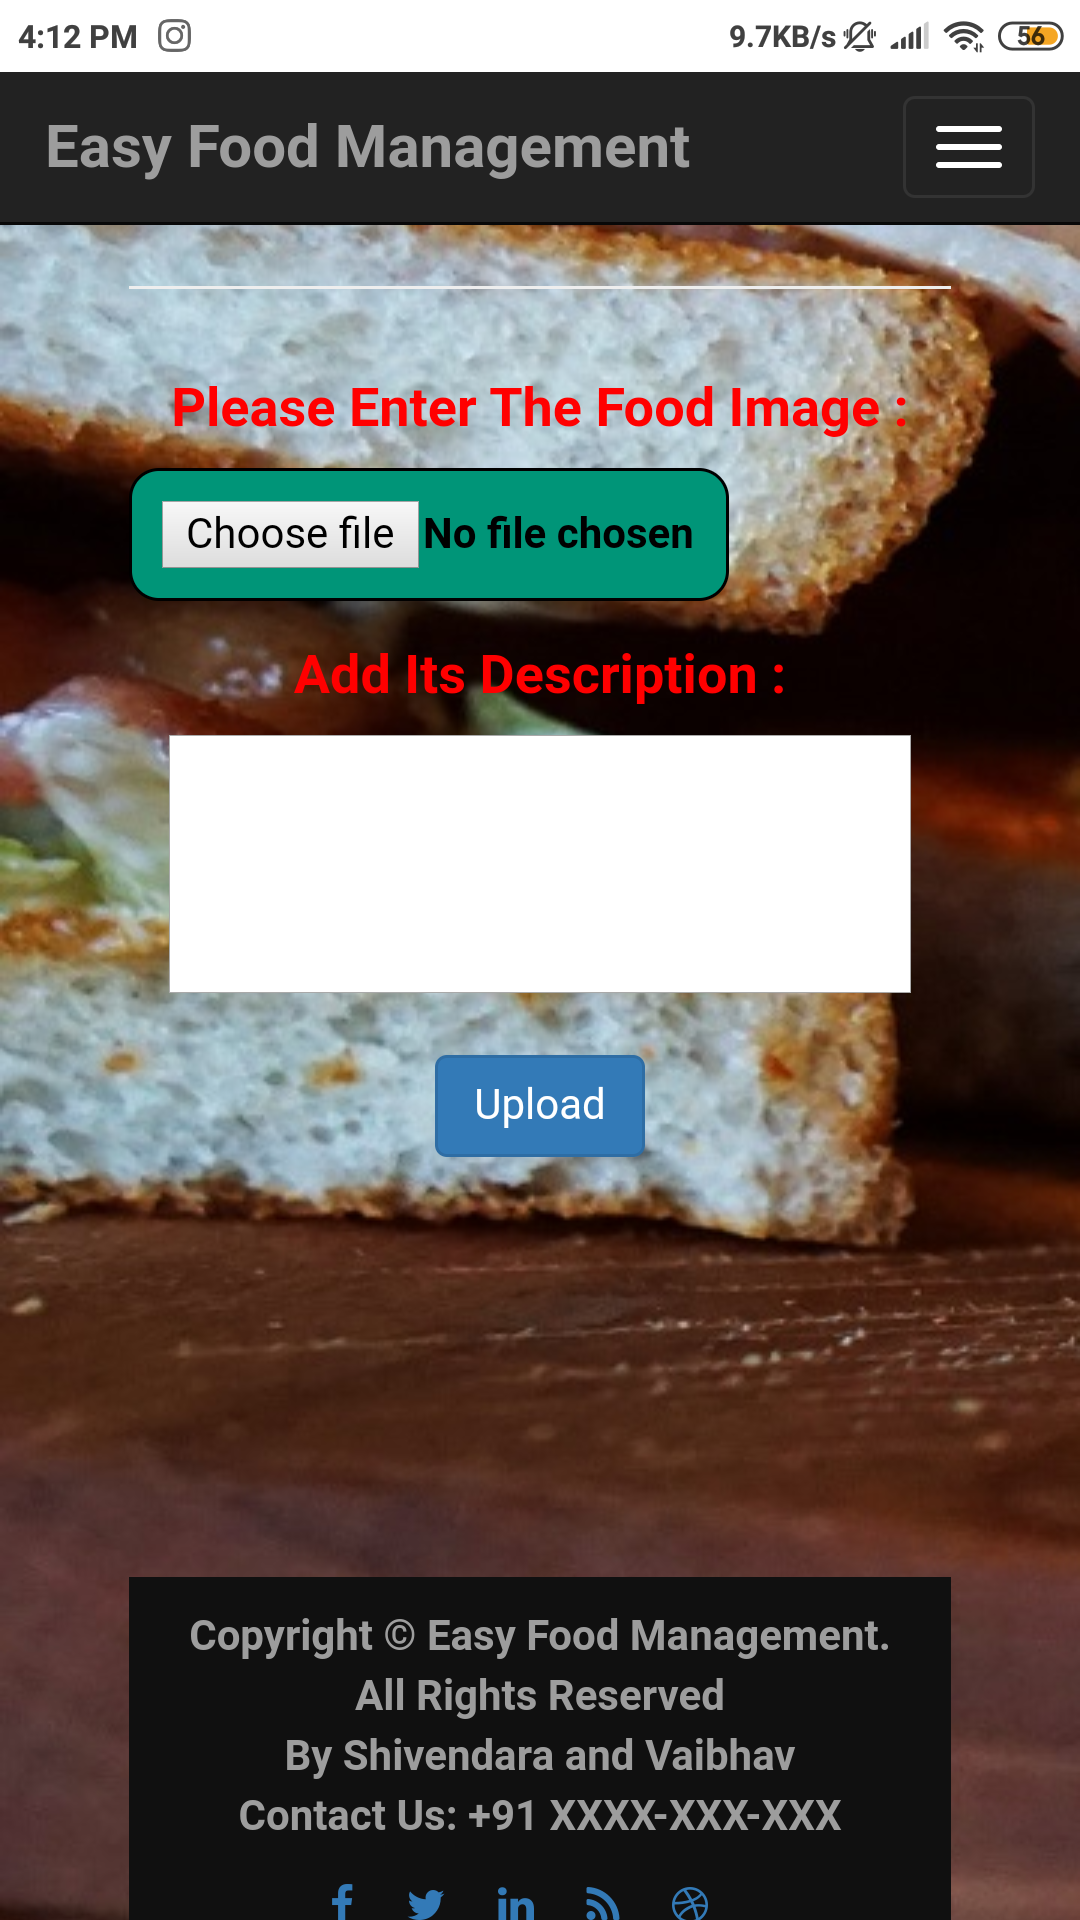 4:12 PM 9.7KB/s 56
Easy Food Management
Please Enter The Food Image :
Choose file No file chosen
Add Its Description :
Upload
Copyright © Easy Food Management.
All Rights Reserved
By Shivendara and Vaibhav
Contact Us: +91 XXXX-XXX-XXX